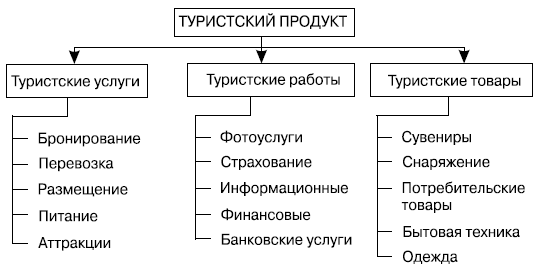 ТУРИСТСКИЙ ПРОДУКТ
Туристские услуги
Бронирование
Перевозка
Размещение
Питание
Аттракции
Туристские работы
Фотоуслуги
Страхование
Информационные
Финансовые
Банковские услуги
Туристские товары
Сувениры
Снаряжение
Потребительские
товары
Бытовая техника
Одежда